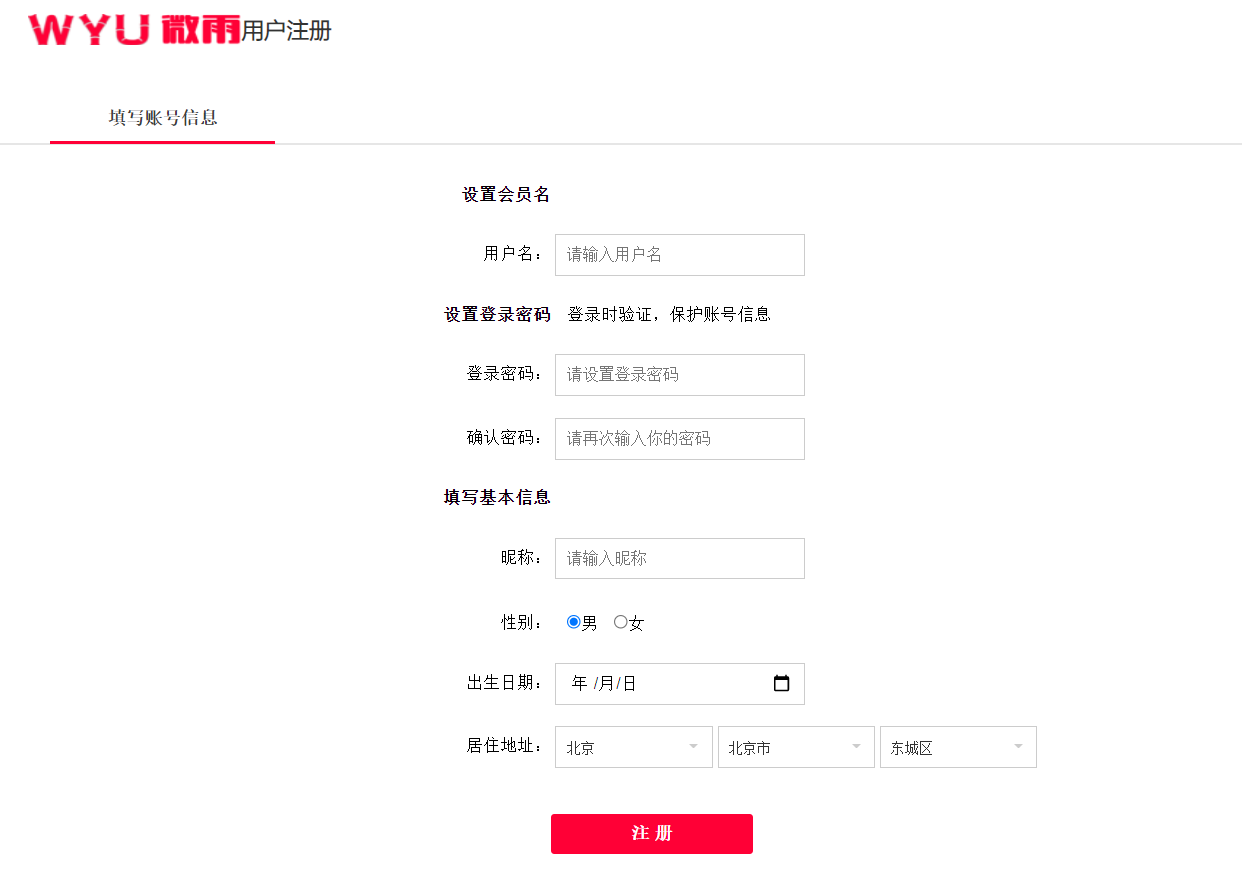 WYU 微雨用户注册
填写账号信息
设置会员名
用户名： 请输入用户名
设置登录密码 登录时验证，保护账号信息
登录密码： 请设置登录密码
确认密码： 请再次输入你的密码
填写基本信息
昵称： 请输入昵称
性别： 男 女
出生日期： 年 /月/日
居住地址： 北京 北京市 东城区
注 册